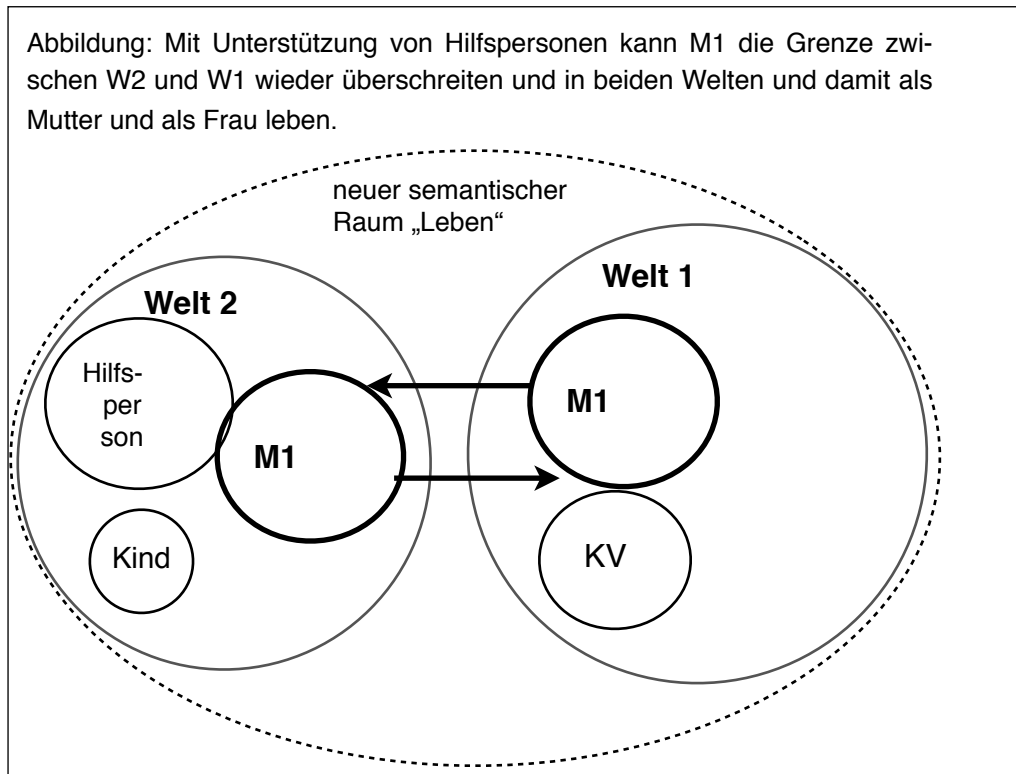 Abbildung: Mit Unterstützung von Hilfspersonen kann M1 die Grenze zwi-
schen W2 und W1 wieder überschreiten und in beiden Welten und damit als
Mutter und als Frau leben.
neuer semantischer
Raum „Leben“
Welt 1
Welt 2
Hilfs-
per
son
M1
M1
Kind
KV